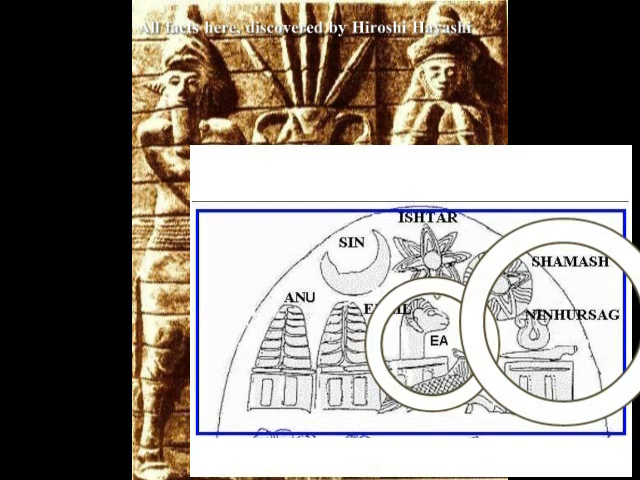 All facts here, discovered by Hiroshi Hayashi
ISHTAR
SIN
SHAMASH
ANU
NINHURSAG
EA